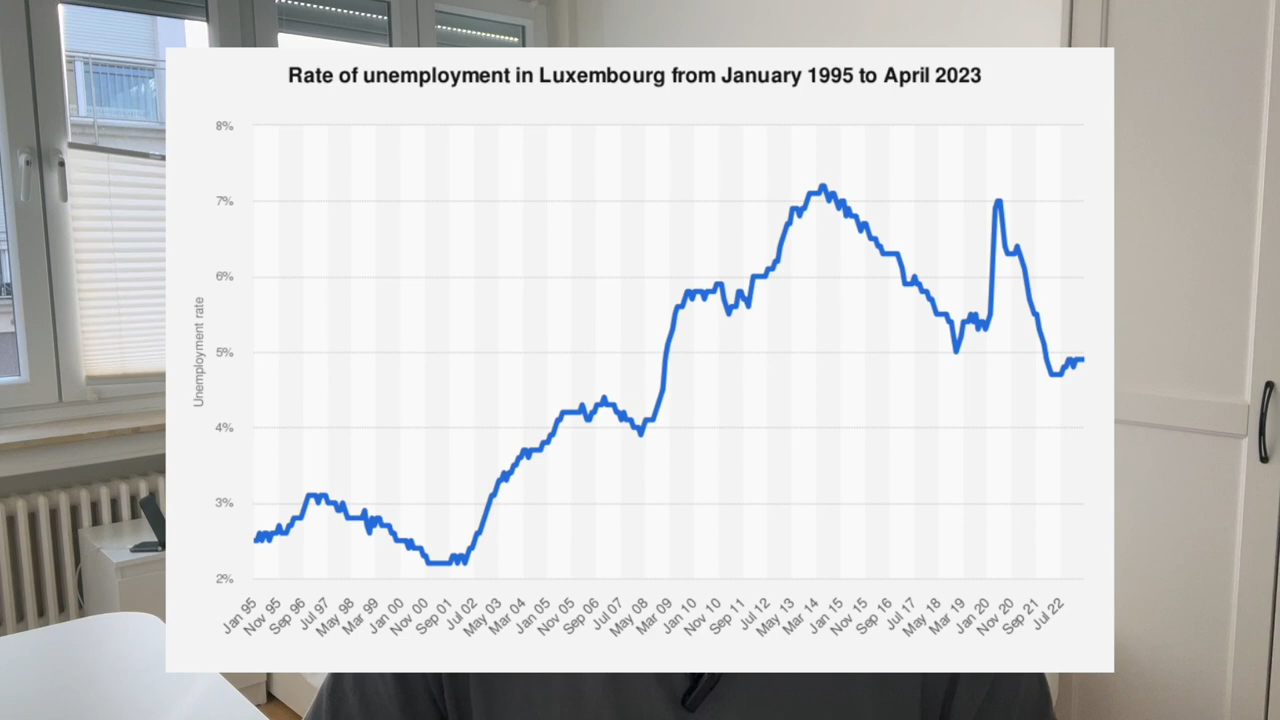 Rate of unemployment in Luxembourg from January 1995 to April 2023
8%
7%
6%
5%
4%
3%
2%
Unemployment rate
Jan 95
Nov 95
Sep 96
Jul 97
May 98
Mar 99
Jan 00
Nov 00
Sep 01
Jul 02
May 03
Mar 04
Jan 05
Nov 05
Sep 06
Jul 07
May 08
Mar 09
Jan 10
Nov 10
Sep 11
Jul 12
May 13
Mar 14
Jan 15
Nov 15
Sep 16
Jul 17
May 18
Mar 19
Jan 20
Nov 20
Sep 21
Jul 22